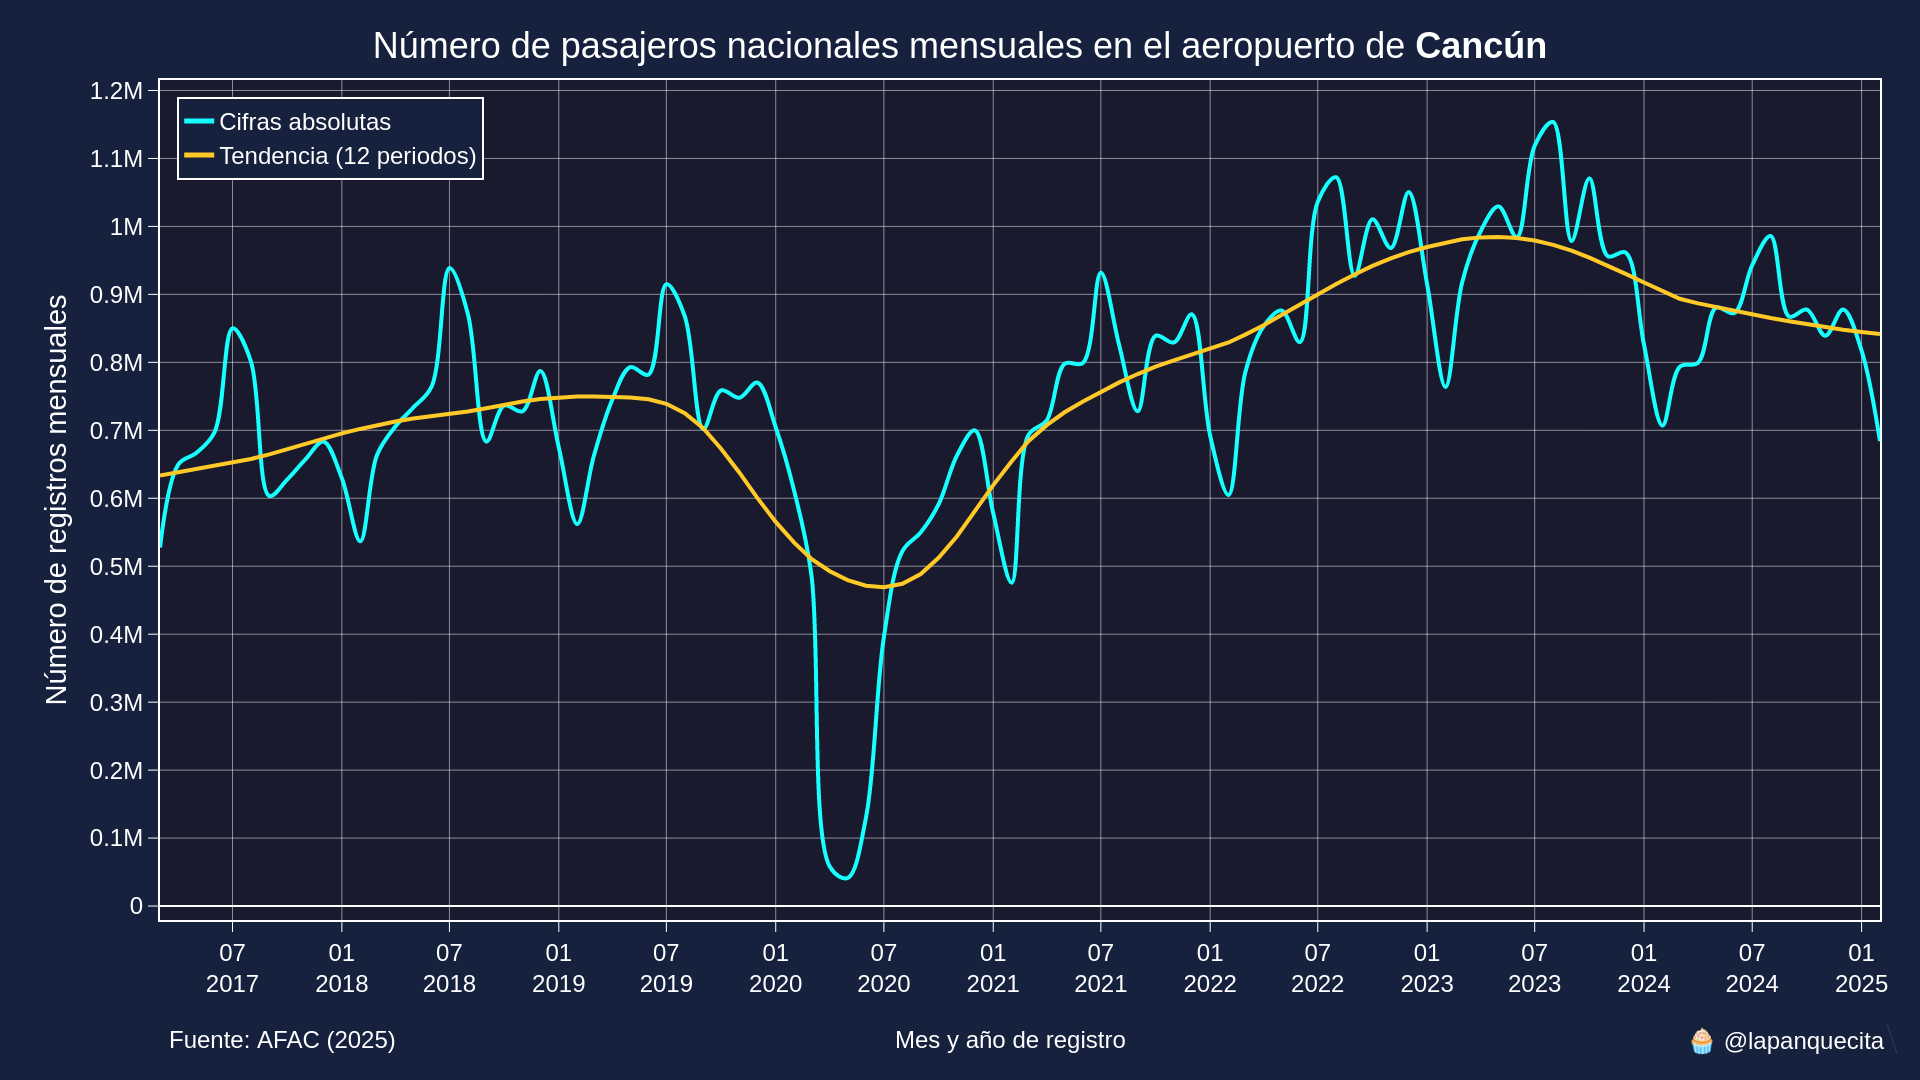 Número de pasajeros nacionales mensuales en el aeropuerto de Cancún
Cifras absolutas
Tendencia (12 periodos)
Número de registros mensuales
1.2M
1.1M
1M
0.9M
0.8M
0.7M
0.6M
0.5M
0.4M
0.3M
0.2M
0.1M
0
07 01 07 01 07 01 07 01 07 01 07 01 07 01 07 01
2017 2018 2018 2019 2019 2020 2020 2021 2021 2022 2022 2023 2023 2024 2024 2025
Fuente: AFAC (2025)
Mes y año de registro
🧁 @lapanquecita